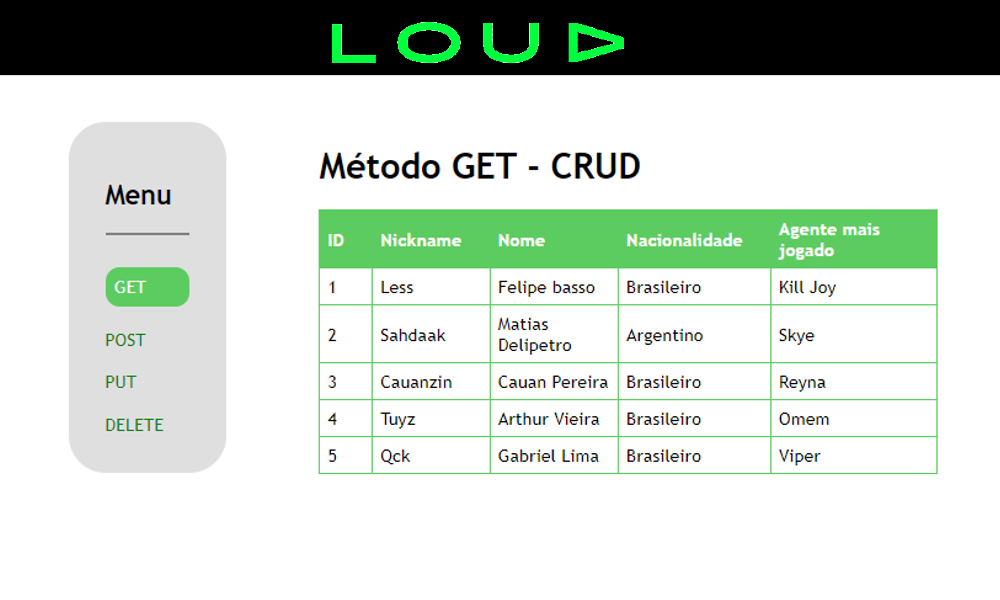 LOUD
Menu
GET
POST
PUT
DELETE
Método GET - CRUD
ID Nickname Nome Nacionalidade Agente mais
jogado
1 Less Felipe basso Brasileiro Kill Joy
2 Sahdaak Matias
Delipetro Argentino Skye
3 Cauanzin Cauan Pereira Brasileiro Reyna
4 Tuyz Arthur Vieira Brasileiro Omem
5 Qck Gabriel Lima Brasileiro Viper